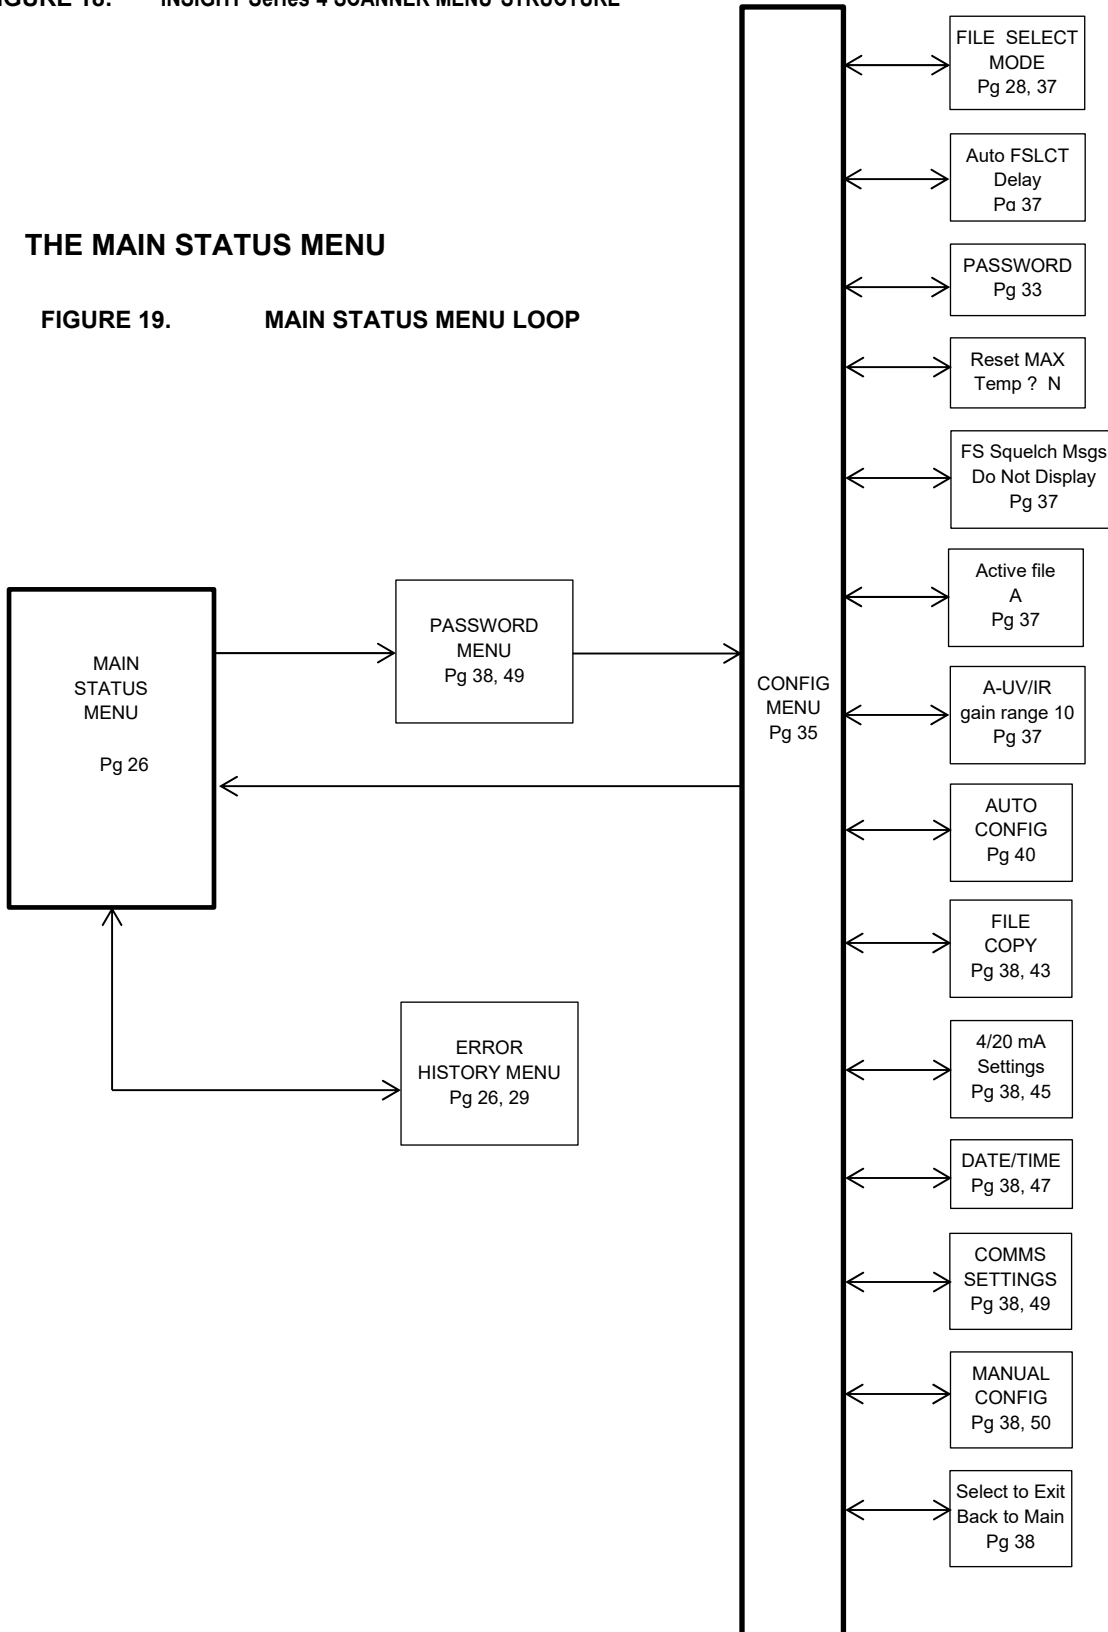 FIGURE 18. INSIGHT Series 4 SCANNER MENU STRUCTURE
THE MAIN STATUS MENU
FIGURE 19. MAIN STATUS MENU LOOP
MAIN
STATUS
MENU
Pg 26
PASSWORD
MENU
Pg 38, 49
ERROR
HISTORY MENU
Pg 26, 29
CONFIG
MENU
Pg 35
FILE SELECT
MODE
Pg 28, 37
Auto FSLCT
Delay
Pg 37
PASSWORD
Pg 33
Reset MAX
Temp ? N
FS Squelch Msgs
Do Not Display
Pg 37
Active file
A
Pg 37
A-UV/IR
gain range 10
Pg 37
AUTO
CONFIG
Pg 40
FILE
COPY
Pg 38, 43
4/20 mA
Settings
Pg 38, 45
DATE/TIME
Pg 38, 47
COMMS
SETTINGS
Pg 38, 49
MANUAL
CONFIG
Pg 38, 50
Select to Exit
Back to Main
Pg 38